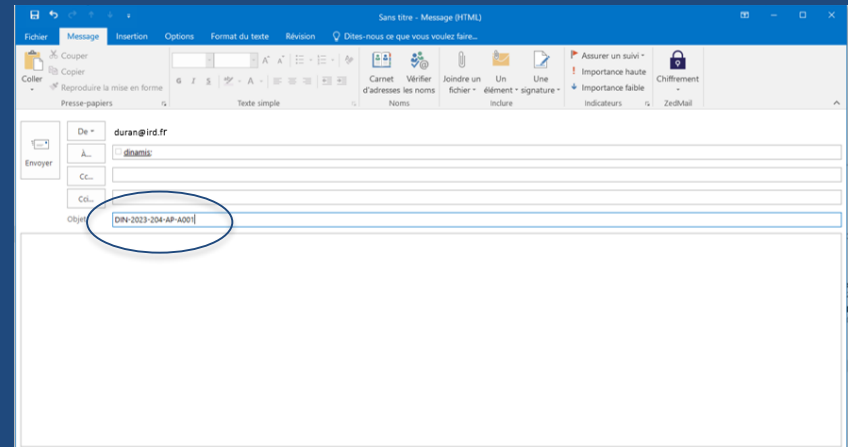 Sans titre - Message (HTML)
Fichier Message Insertion Options Format du texte Révision Dites-nous ce que vous voulez faire...
Coller
Couper
Copier
Reproduire la mise en forme
Presse-papiers
G I S
Texte simple
Carnet d'adresses
Vérifier les noms
Noms
Joindre un fichier
Un élément
Une signature
Inclure
Assurer un suivi
Importance haute
Importance faible
Indicateurs
Chiffrement
ZedMail
Envoyer
De duran@ird.fr
À... dinamis;
Cc...
Cci...
Objet DIN-2023-204-AP-A001